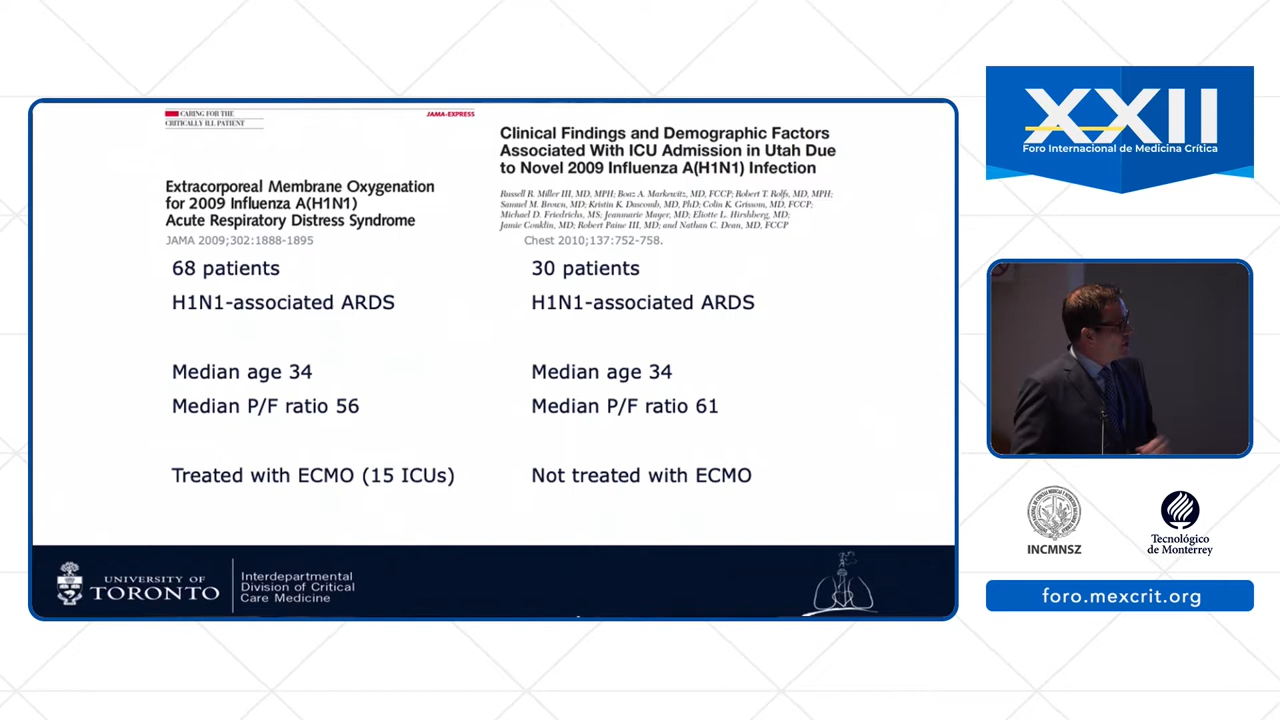 CARING FOR THE
CRITICALLY ILL PATIENT
JAMA-EXPRESS
Extracorporeal Membrane Oxygenation
for 2009 Influenza A(H1N1)
Acute Respiratory Distress Syndrome
JAMA 2009;302:1888-1895
68 patients
H1N1-associated ARDS
Median age 34
Median P/F ratio 56
Treated with ECMO (15 ICUs)
Clinical Findings and Demographic Factors
Associated With ICU Admission in Utah Due
to Novel 2009 Influenza A(H1N1) Infection
Russell R. Miller III, MD, MPH; Boaz A. Markewitz, MD, FCCP; Robert T. Rolfs, MD, MPH;
Samuel M. Brown, MD; Kristin K. Dascomb, MD, PhD; Colin K. Grissom, MD, FCCP;
Michael D. Friedrichs, MS; Jeanmarie Mayer, MD; Eliotte L. Hirshberg, MD;
Jamie Conklin, MD; Robert Paine III, MD; and Nathan C. Dean, MD, FCCP
Chest 2010;137:752-758.
30 patients
H1N1-associated ARDS
Median age 34
Median P/F ratio 61
Not treated with ECMO
UNIVERSITY OF
TORONTO
Interdepartmental
Division of Critical
Care Medicine
XXII
Foro Internacional de Medicina Crítica
INCMNSZ
Tecnológico
de Monterrey
foro.mexcrit.org